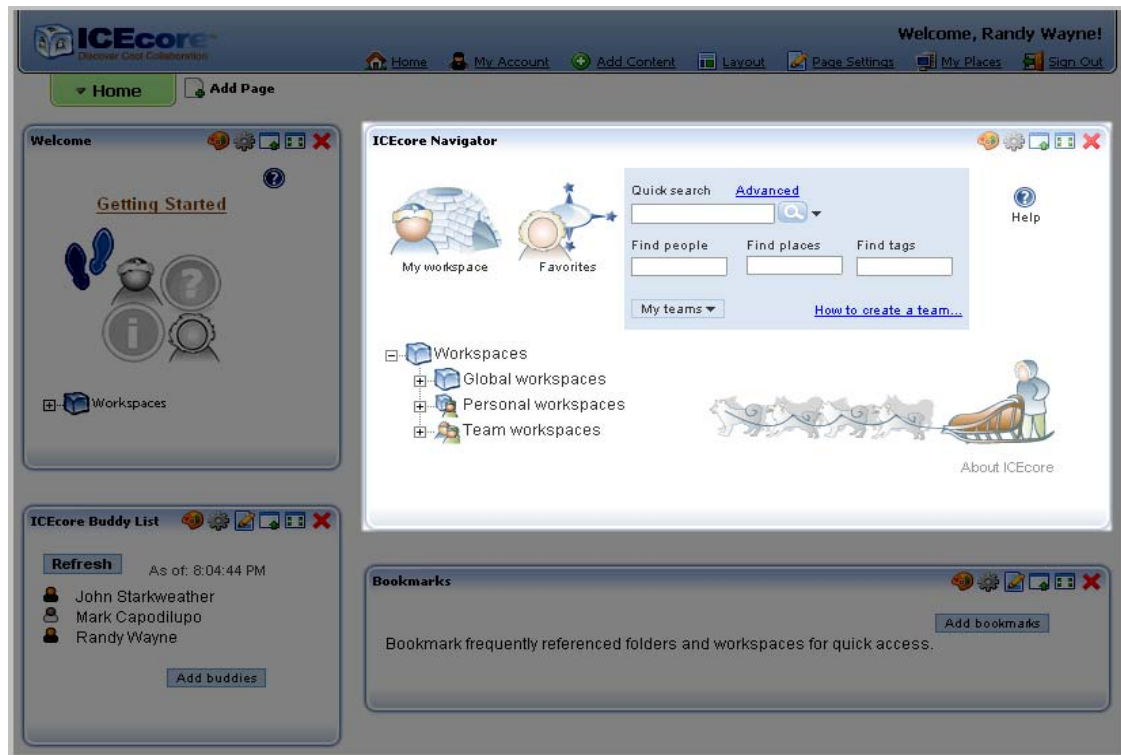 ICEcore
Discover Cool Collaboration
Welcome, Randy Wayne!
Home My Account Add Content Layout Page Settings My Places Sign Out
Home Add Page
Welcome
Getting Started
Workspaces
ICEcore Navigator
My workspace
Favorites
Quick search Advanced
Find people Find places Find tags
My teams How to create a team...
Help
Workspaces
Global workspaces
Personal workspaces
Team workspaces
About ICEcore
ICEcore Buddy List
Refresh As of: 8:04:44 PM
John Starkweather
Mark Capodilupo
Randy Wayne
Add buddies
Bookmarks
Add bookmarks
Bookmark frequently referenced folders and workspaces for quick access.